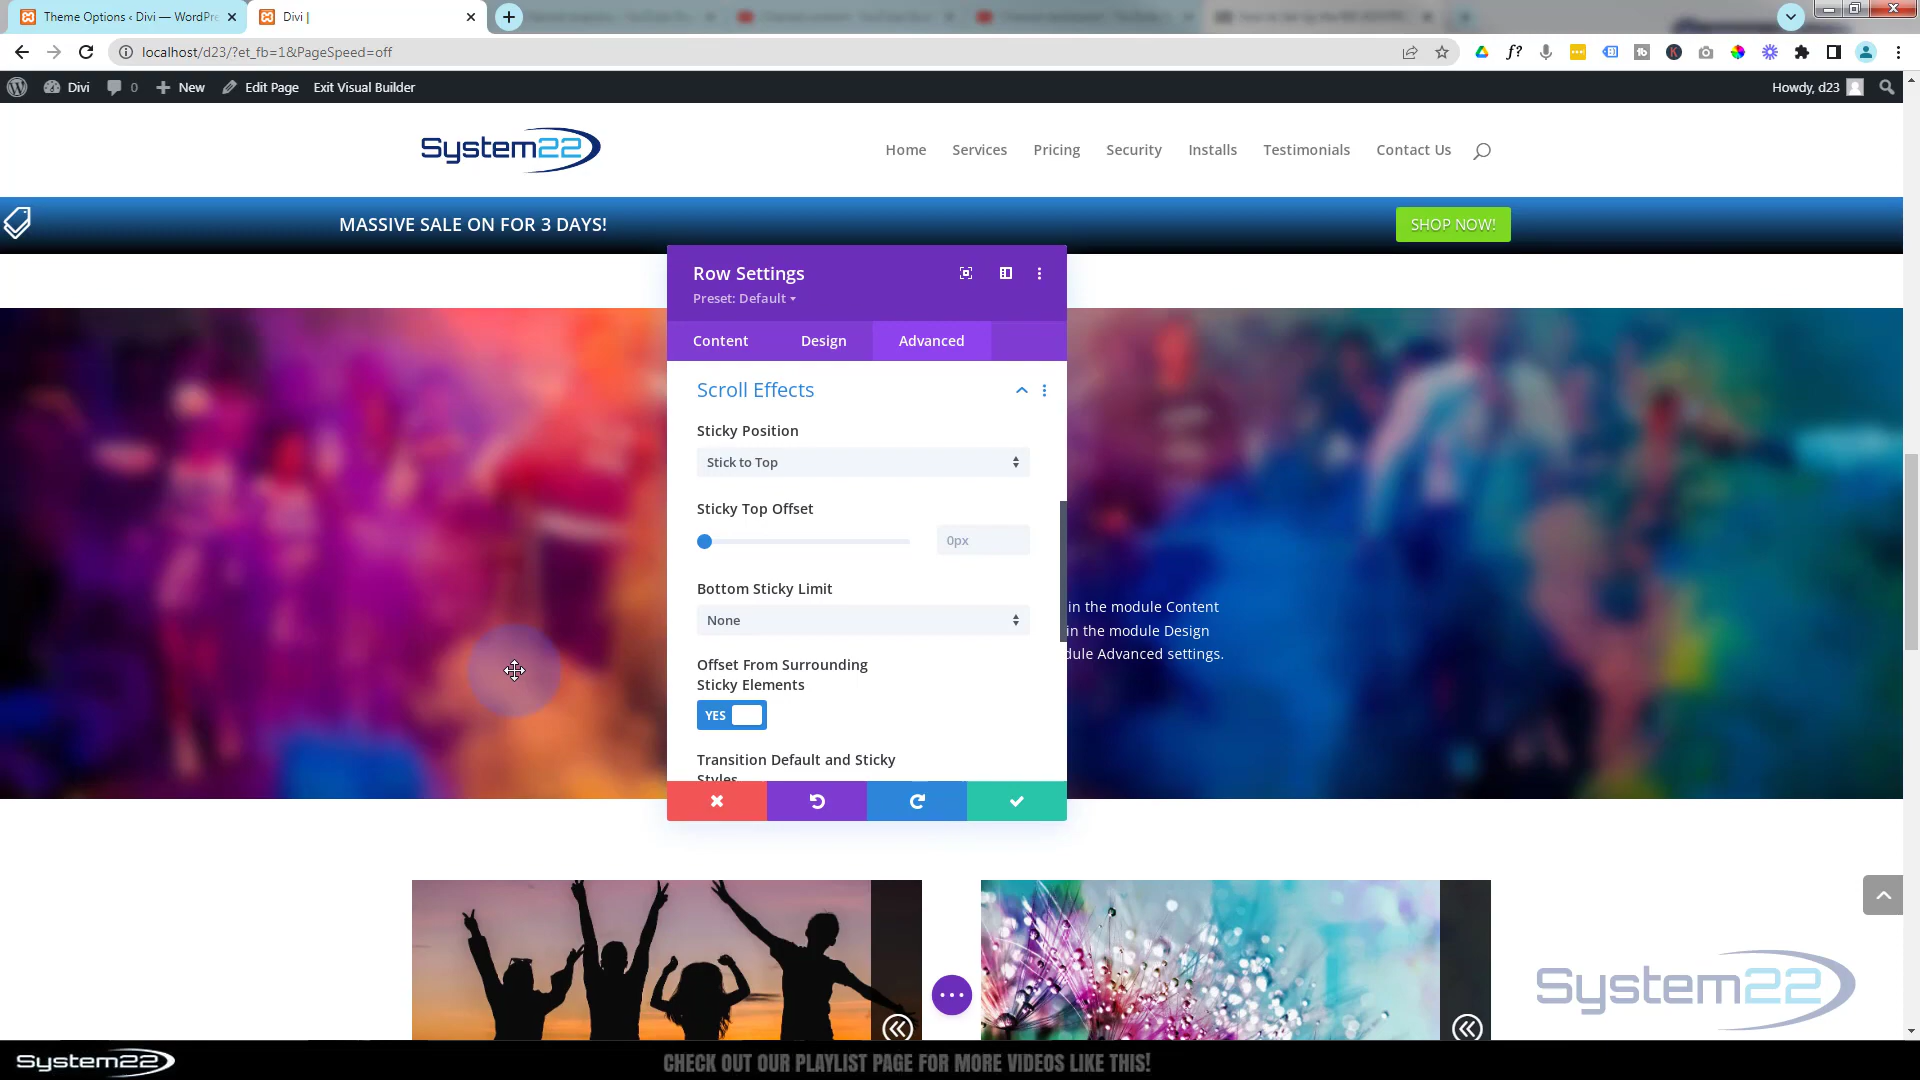 Theme Options ‹ Divi — WordPre
Divi |
localhost/d23/?et_fb=1&PageSpeed=off
Divi 0 New Edit Page Exit Visual Builder Howdy, d23
System22
Home Services Pricing Security Installs Testimonials Contact Us
MASSIVE SALE ON FOR 3 DAYS! SHOP NOW!
Row Settings
Preset: Default
Content Design Advanced
Scroll Effects
Sticky Position
Stick to Top
Sticky Top Offset
0px
Bottom Sticky Limit
None
in the module Content
in the module Design
dule Advanced settings.
Offset From Surrounding
Sticky Elements
YES
Transition Default and Sticky
Styles
System22
System22 CHECK OUT OUR PLAYLIST PAGE FOR MORE VIDEOS LIKE THIS!